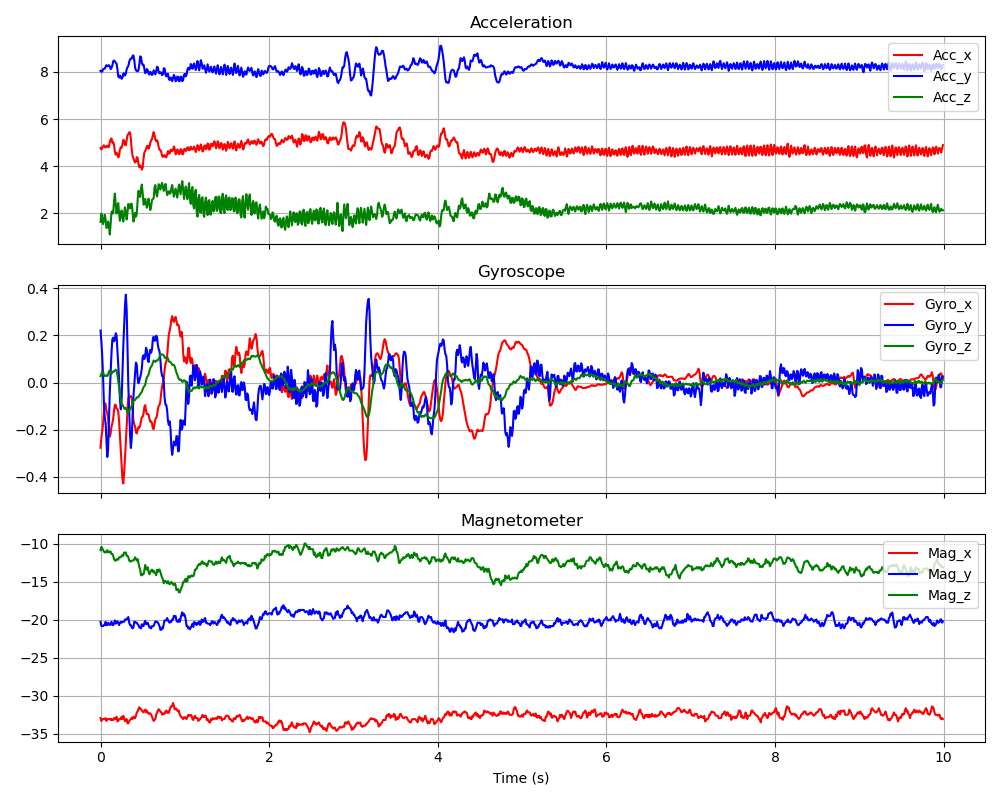 Acceleration
8
6
4
2
Acc_x
Acc_y
Acc_z
Gyroscope
0.4
0.2
0.0
−0.2
−0.4
Gyro_x
Gyro_y
Gyro_z
Magnetometer
−10
−15
−20
−25
−30
−35
Mag_x
Mag_y
Mag_z
0 2 4 6 8 10
Time (s)